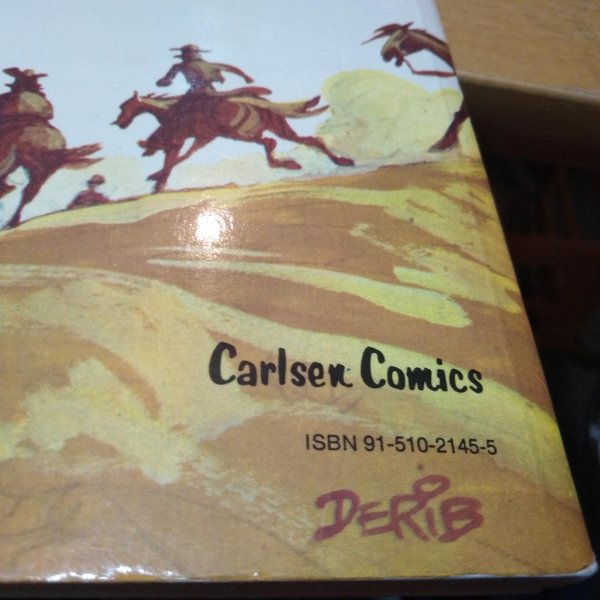 Carlsen Comics
ISBN 91-510-2145-5
DERIB